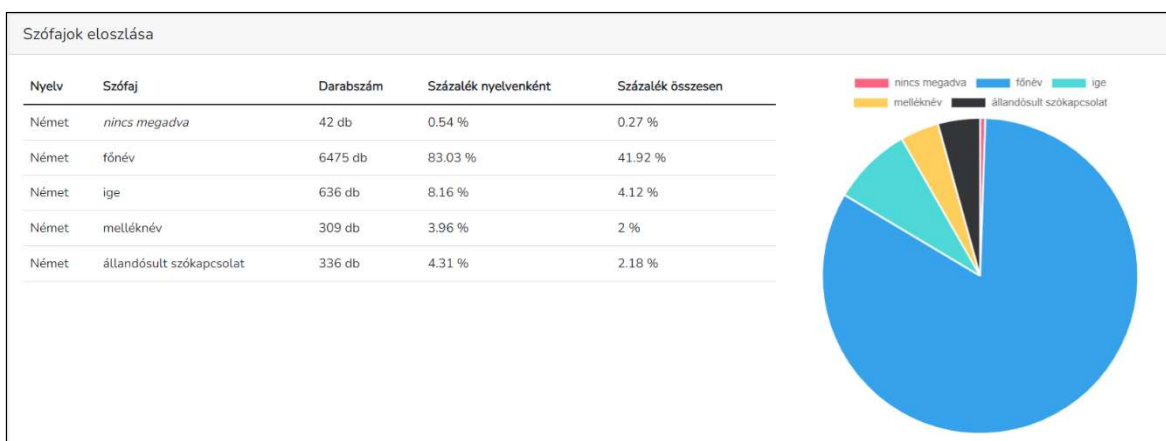 Szófajok eloszlása
Nyelv Szófaj Darabszám Százalék nyelvenként Százalék összesen
Német nincs megadva 42 db 0.54 % 0.27 %
Német főnév 6475 db 83.03 % 41.92 %
Német ige 636 db 8.16 % 4.12 %
Német melléknév 309 db 3.96 % 2 %
Német állandósult szókapcsolat 336 db 4.31 % 2.18 %
nincs megadva főnév ige
melléknév állandósult szókapcsolat